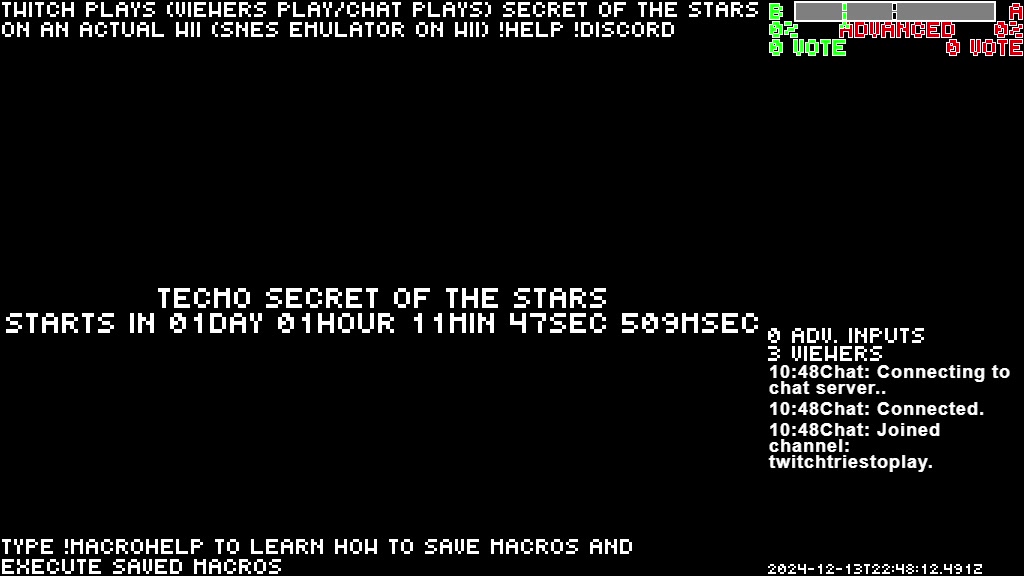 TWITCH PLAYS (VIEWERS PLAY/CHAT PLAYS) SECRET OF THE STARS
ON AN ACTUAL WII (SNES EMULATOR ON WII) !HELP !DISCORD
B A
0% ADVANCED 0%
0 VOTE 0 VOTE
TECMO SECRET OF THE STARS
STARTS IN 01DAY 01HOUR 11MIN 47SEC 509MSEC
0 ADV. INPUTS
3 VIEWERS
10:48Chat: Connecting to
chat server..
10:48Chat: Connected.
10:48Chat: Joined
channel:
twitchtriestoplay.
TYPE !MACROHELP TO LEARN HOW TO SAVE MACROS AND
EXECUTE SAVED MACROS
2024-12-13T22:48:12.491Z